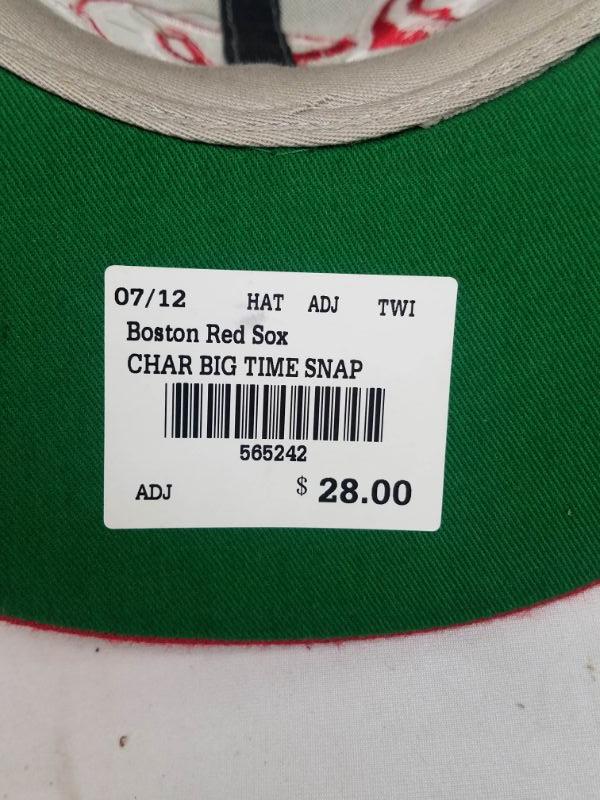 07/12 HAT ADJ TWI
Boston Red Sox
CHAR BIG TIME SNAP
565242
ADJ $ 28.00